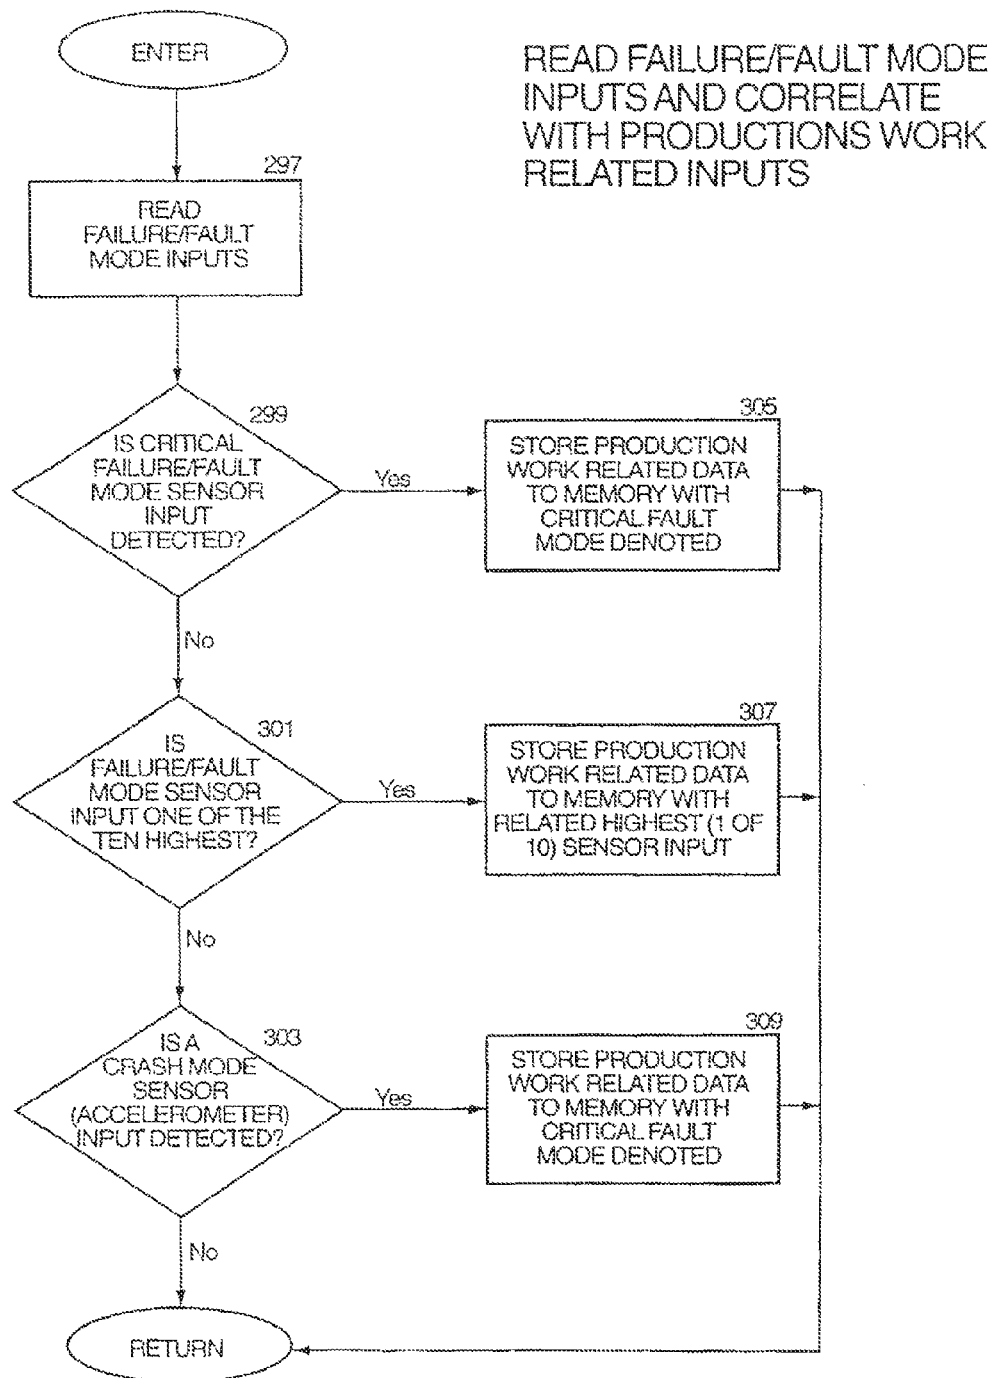 ENTER
READ FAILURE/FAULT MODE
INPUTS AND CORRELATE
WITH PRODUCTIONS WORK
RELATED INPUTS
297
READ
FAILURE/FAULT
MODE INPUTS
299
IS CRITICAL
FAILURE/FAULT
MODE SENSOR
INPUT
DETECTED?
Yes
305
STORE PRODUCTION
WORK RELATED DATA
TO MEMORY WITH
CRITICAL FAULT
MODE DENOTED
No
301
IS
FAILURE/FAULT
MODE SENSOR
INPUT ONE OF THE
TEN HIGHEST?
Yes
307
STORE PRODUCTION
WORK RELATED DATA
TO MEMORY WITH
RELATED HIGHEST (1 OF
10) SENSOR INPUT
No
303
IS A
CRASH MODE
SENSOR
(ACCELEROMETER)
INPUT DETECTED?
Yes
309
STORE PRODUCTION
WORK RELATED DATA
TO MEMORY WITH
CRITICAL FAULT
MODE DENOTED
No
RETURN